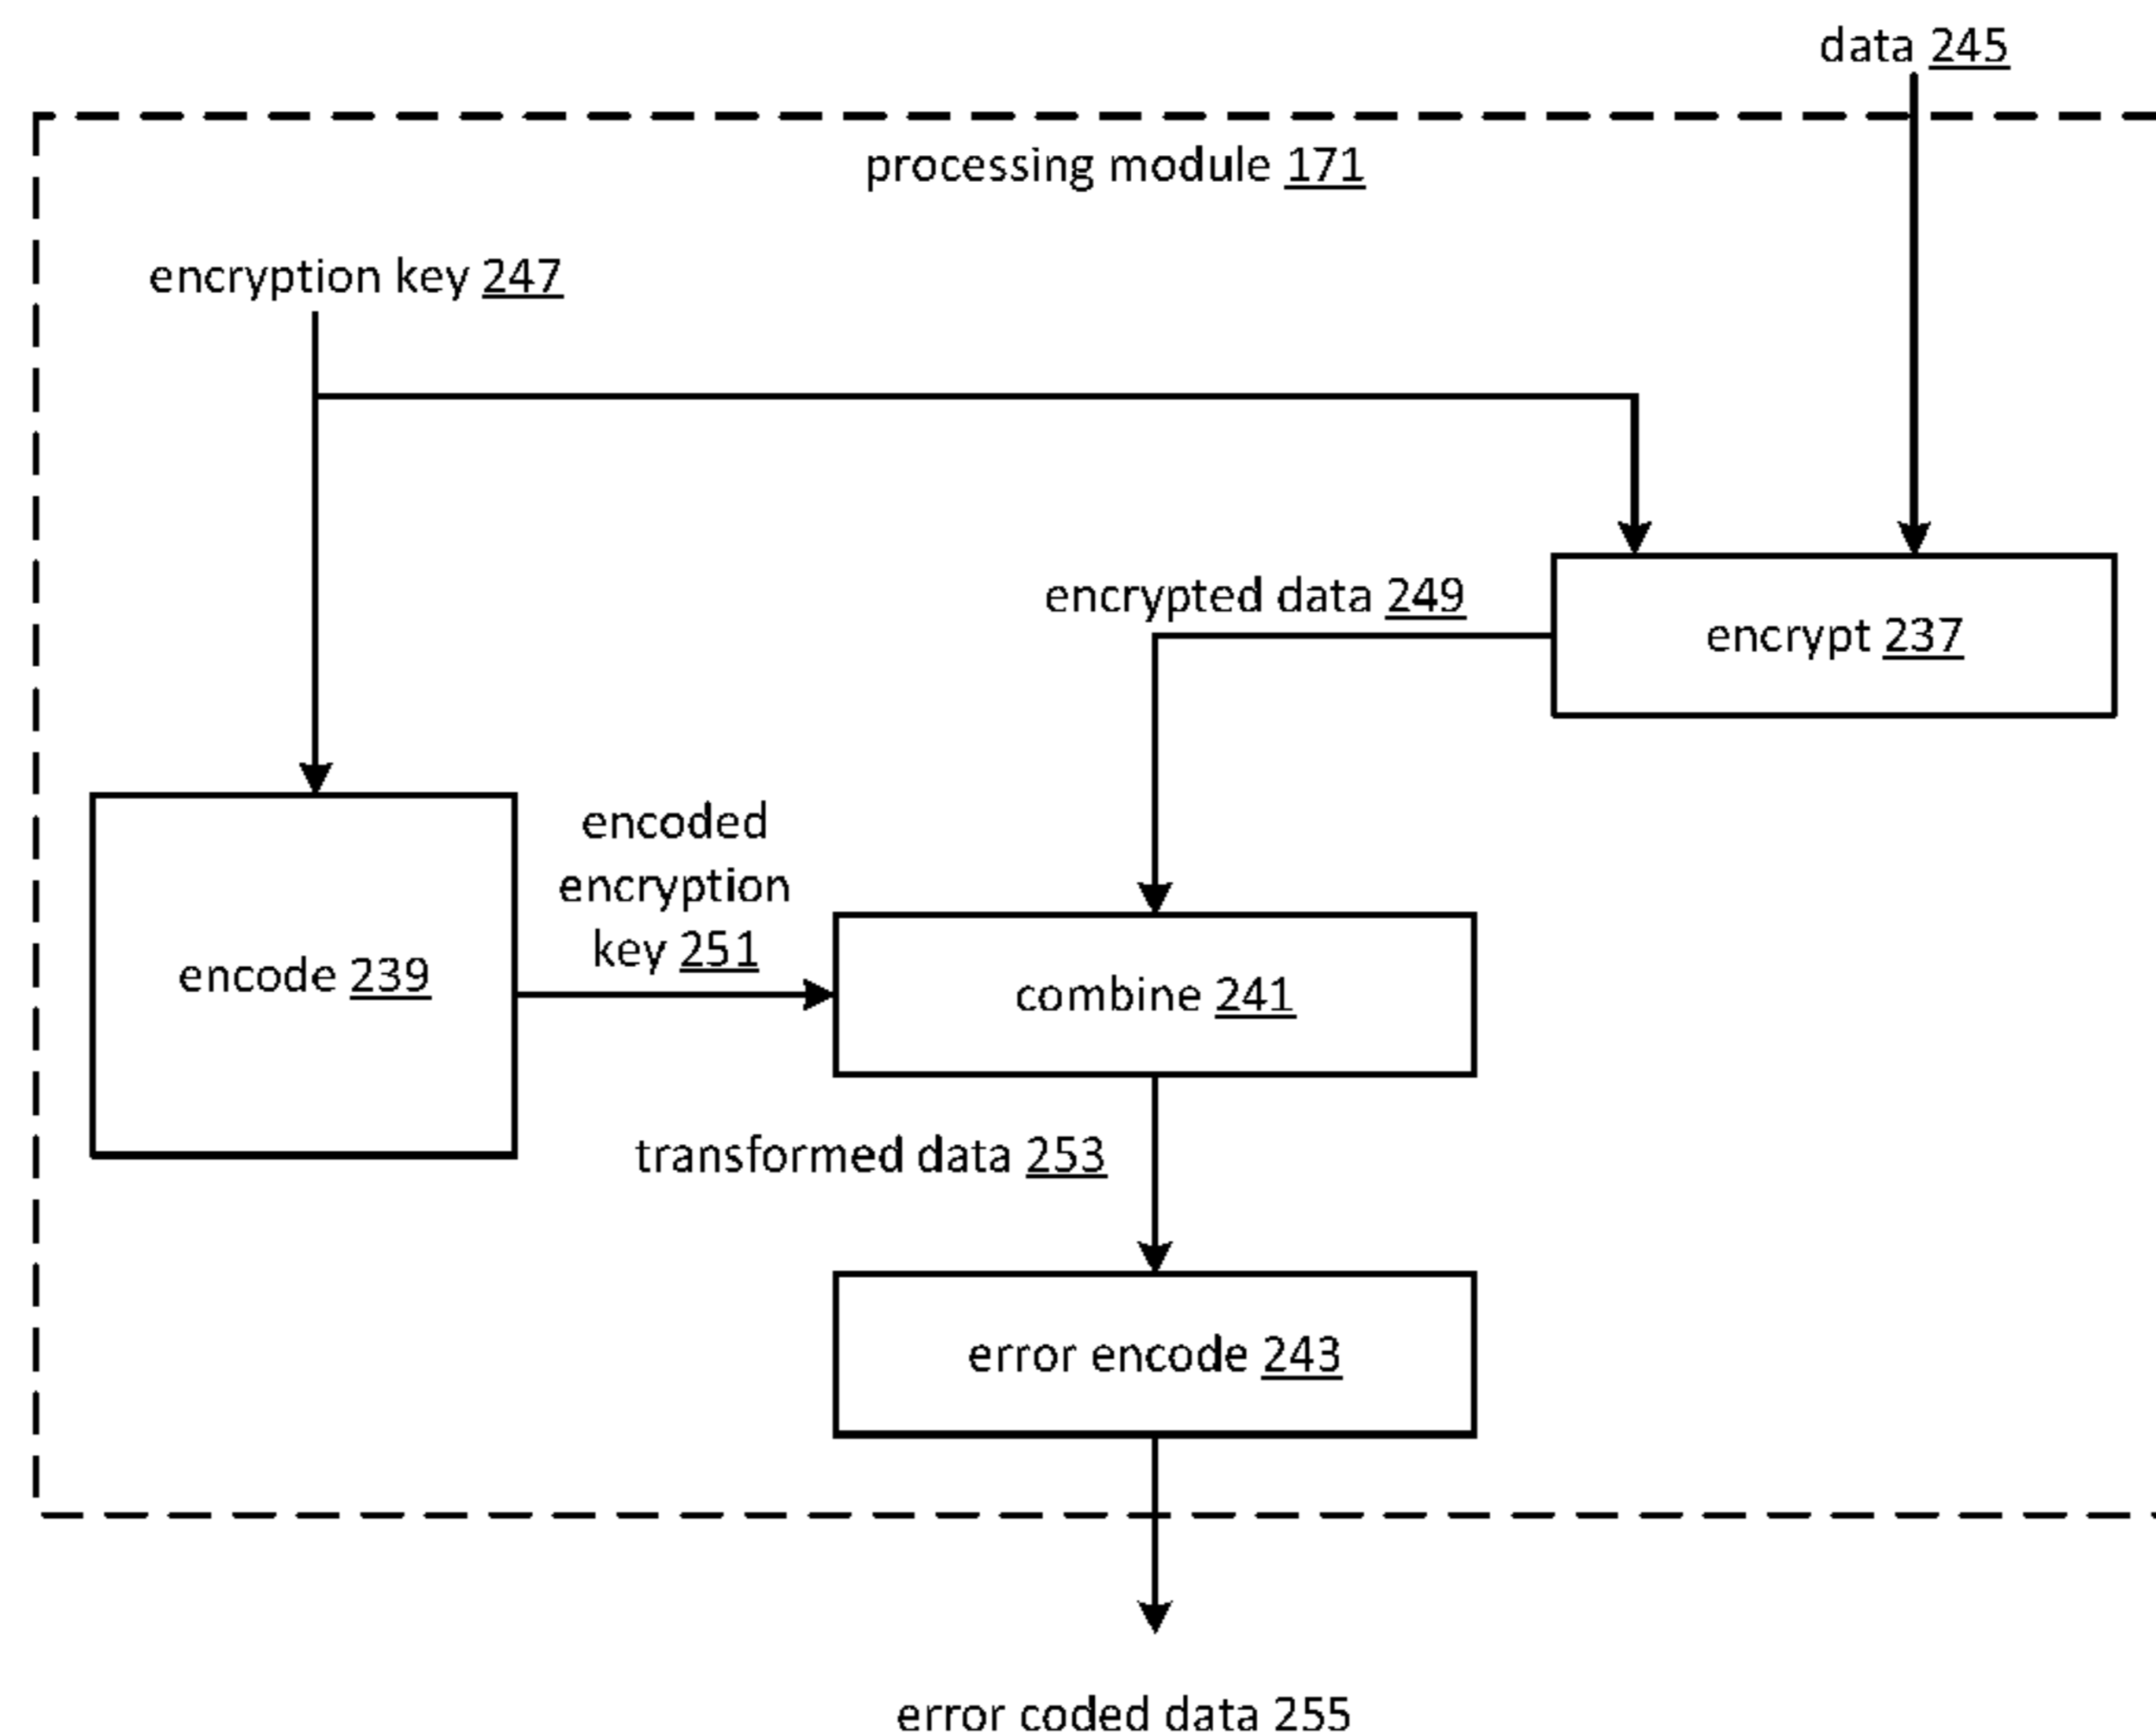 data 245
processing module 171
encryption key 247
encrypted data 249
encrypt 237
encoded
encryption
key 251
encode 239
combine 241
transformed data 253
error encode 243
error coded data 255